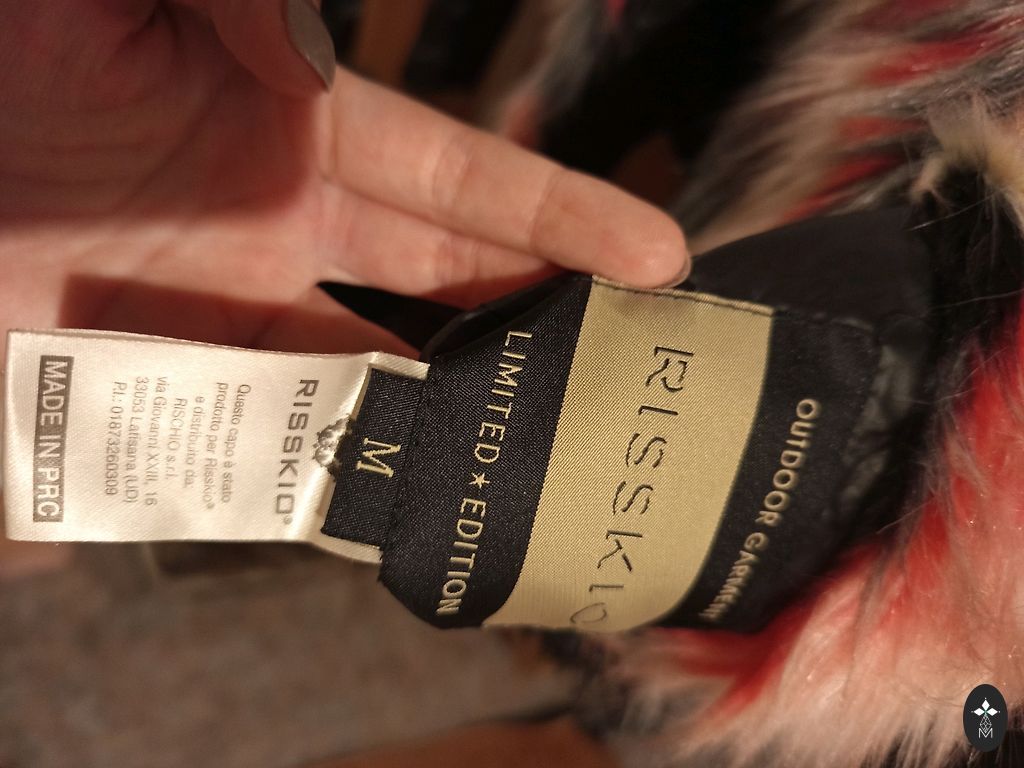 OUTDOOR GARMENT
RISSKIO
LIMITED ★ EDITION
M
RISSKIO®
Questo capo è stato
prodotto per Risskio®
e distribuito da:
RISCHIO s.r.l.
via Giovanni XXIII, 16
33053 Latisana (UD)
P.I.: 01873260309
MADE IN PRC
M